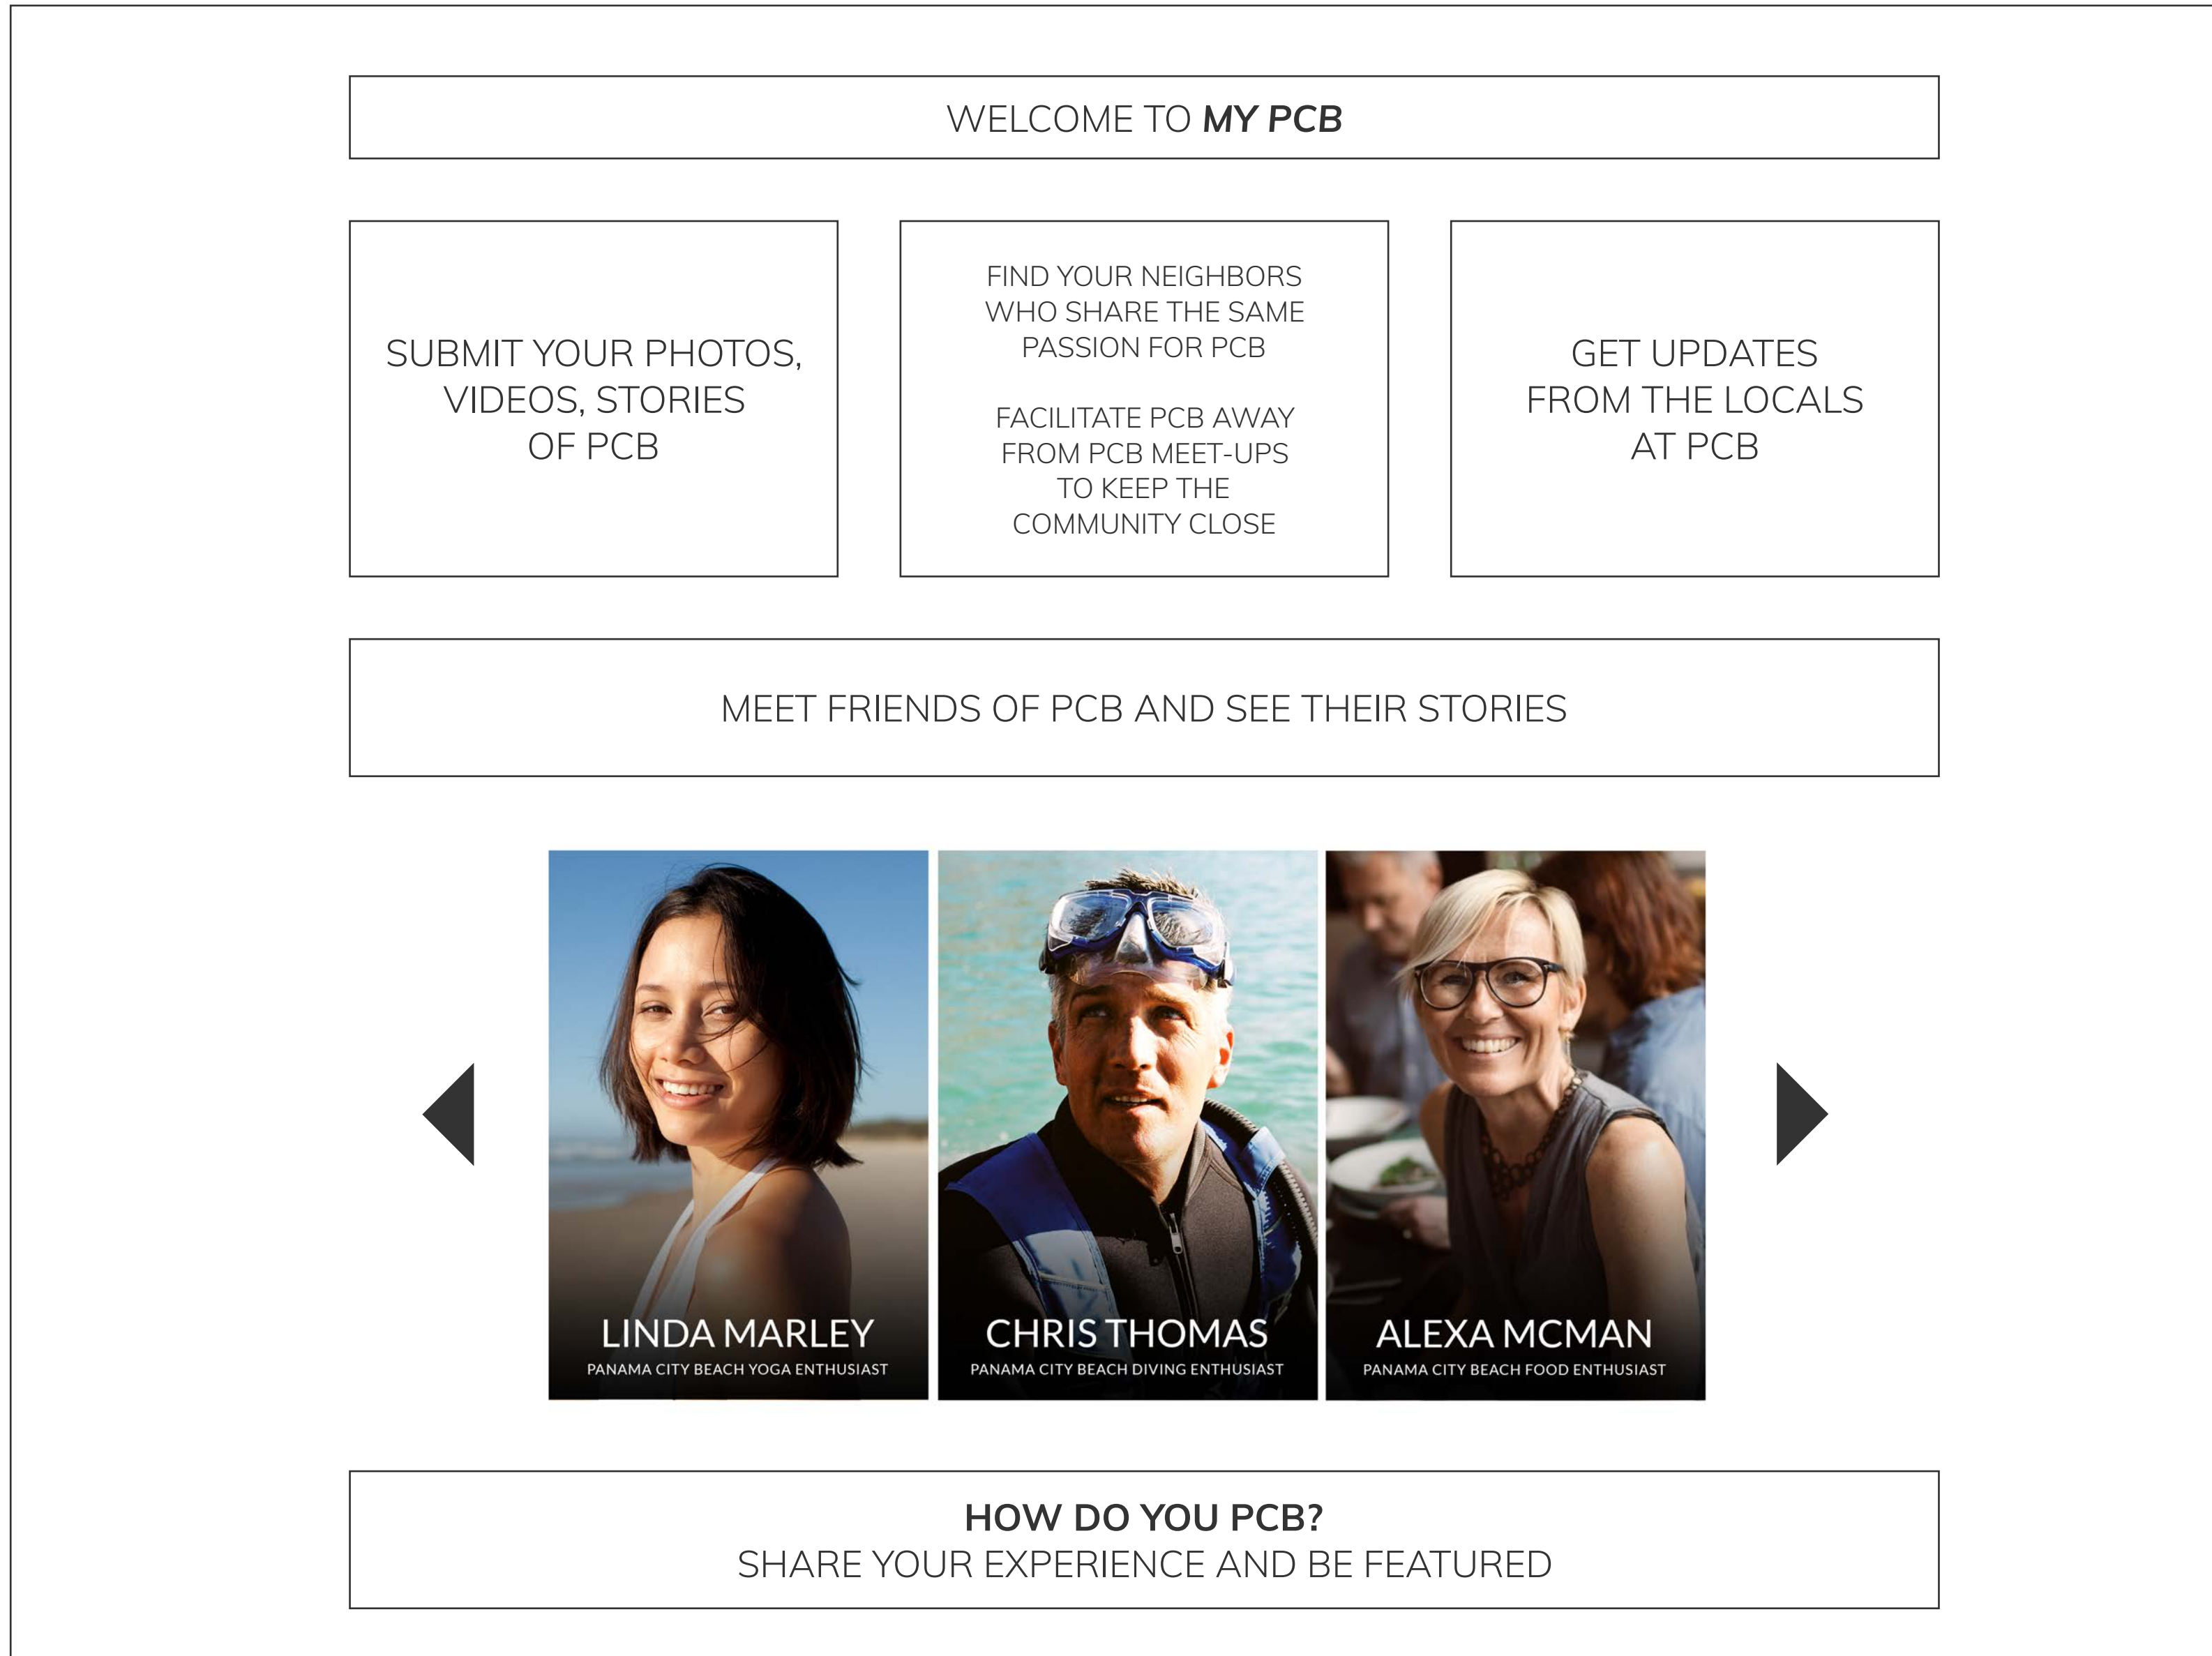 WELCOME TO MY PCB
SUBMIT YOUR PHOTOS,
VIDEOS, STORIES
OF PCB
FIND YOUR NEIGHBORS
WHO SHARE THE SAME
PASSION FOR PCB
FACILITATE PCB AWAY
FROM PCB MEET-UPS
TO KEEP THE
COMMUNITY CLOSE
GET UPDATES
FROM THE LOCALS
AT PCB
MEET FRIENDS OF PCB AND SEE THEIR STORIES
LINDA MARLEY
PANAMA CITY BEACH YOGA ENTHUSIAST
CHRIS THOMAS
PANAMA CITY BEACH DIVING ENTHUSIAST
ALEXA MCMAN
PANAMA CITY BEACH FOOD ENTHUSIAST
HOW DO YOU PCB?
SHARE YOUR EXPERIENCE AND BE FEATURED